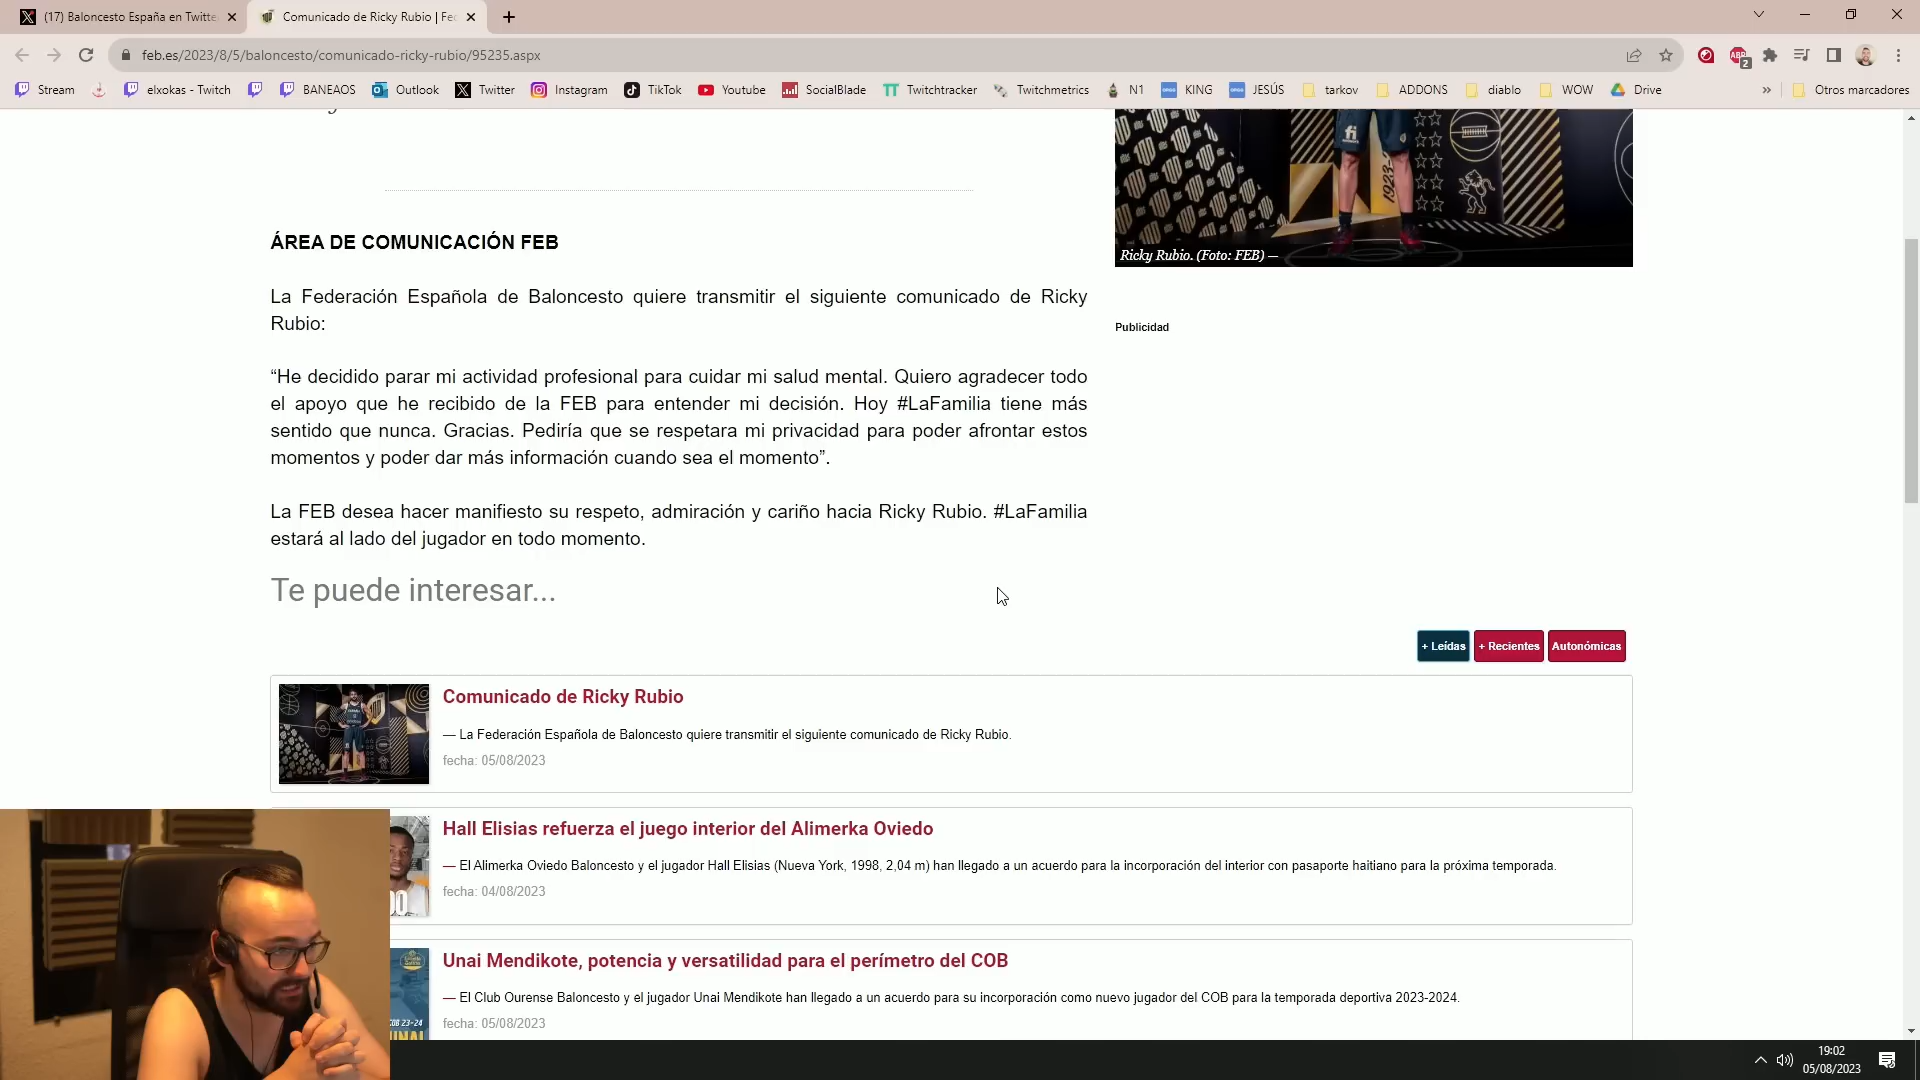 (17) Baloncesto España en Twitte
Comunicado de Ricky Rubio | Fed
feb.es/2023/8/5/baloncesto/comunicado-ricky-rubio/95235.aspx
ABP
2
Stream
elxokas - Twitch
BANEAOS
Outlook
Twitter
Instagram
TikTok
Youtube
SocialBlade
Twitchtracker
Twitchmetrics
N1
KING
JESÚS
tarkov
ADDONS
diablo
WOW
Drive
»
Otros marcadores
Ricky Rubio. (Foto: FEB) —
ÁREA DE COMUNICACIÓN FEB
La Federación Española de Baloncesto quiere transmitir el siguiente comunicado de Ricky
Rubio:
Publicidad
“He decidido parar mi actividad profesional para cuidar mi salud mental. Quiero agradecer todo
el apoyo que he recibido de la FEB para entender mi decisión. Hoy #LaFamilia tiene más
sentido que nunca. Gracias. Pediría que se respetara mi privacidad para poder afrontar estos
momentos y poder dar más información cuando sea el momento”.
La FEB desea hacer manifiesto su respeto, admiración y cariño hacia Ricky Rubio. #LaFamilia
estará al lado del jugador en todo momento.
Te puede interesar...
+ Leídas
+ Recientes
Autonómicas
Comunicado de Ricky Rubio
— La Federación Española de Baloncesto quiere transmitir el siguiente comunicado de Ricky Rubio.
fecha: 05/08/2023
Hall Elisias refuerza el juego interior del Alimerka Oviedo
— El Alimerka Oviedo Baloncesto y el jugador Hall Elisias (Nueva York, 1998, 2,04 m) han llegado a un acuerdo para la incorporación del interior con pasaporte haitiano para la próxima temporada.
fecha: 04/08/2023
Unai Mendikote, potencia y versatilidad para el perímetro del COB
— El Club Ourense Baloncesto y el jugador Unai Mendikote han llegado a un acuerdo para su incorporación como nuevo jugador del COB para la temporada deportiva 2023-2024.
fecha: 05/08/2023
19:02
05/08/2023